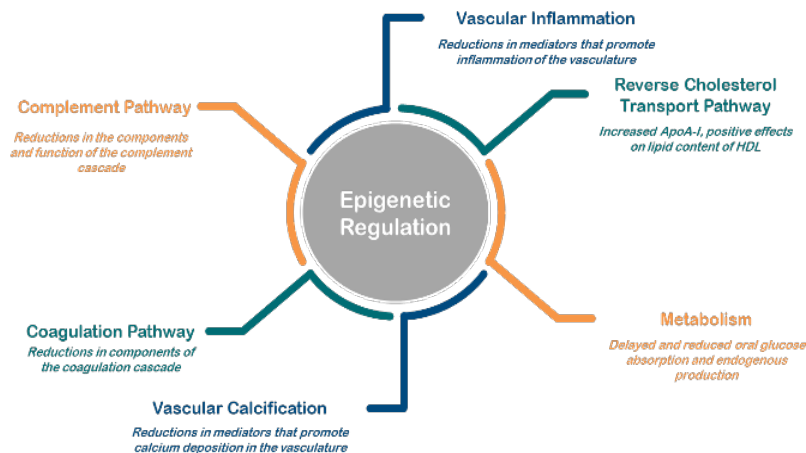 Vascular Inflammation
Reductions in mediators that promote
inflammation of the vasculature
Reverse Cholesterol
Transport Pathway
Increased ApoA-I, positive effects
on lipid content of HDL
Complement Pathway
Reductions in the components
and function of the complement
cascade
Epigenetic
Regulation
Coagulation Pathway
Reductions in components of
the coagulation cascade
Metabolism
Delayed and reduced oral glucose
absorption and endogenous
production
Vascular Calcification
Reductions in mediators that promote
calcium deposition in the vasculature